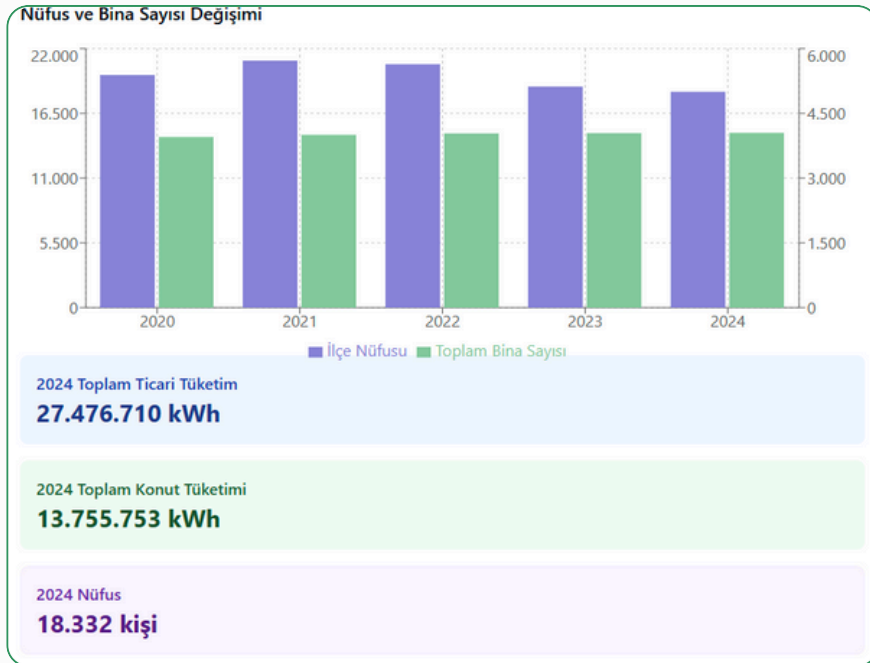 Nüfus ve Bina Sayısı Değişimi
22.000 6.000
16.500 4.500
11.000 3.000
5.500 1.500
0 0
2020 2021 2022 2023 2024
İlçe Nüfusu Toplam Bina Sayısı
2024 Toplam Ticari Tüketim
27.476.710 kWh
2024 Toplam Konut Tüketimi
13.755.753 kWh
2024 Nüfus
18.332 kişi